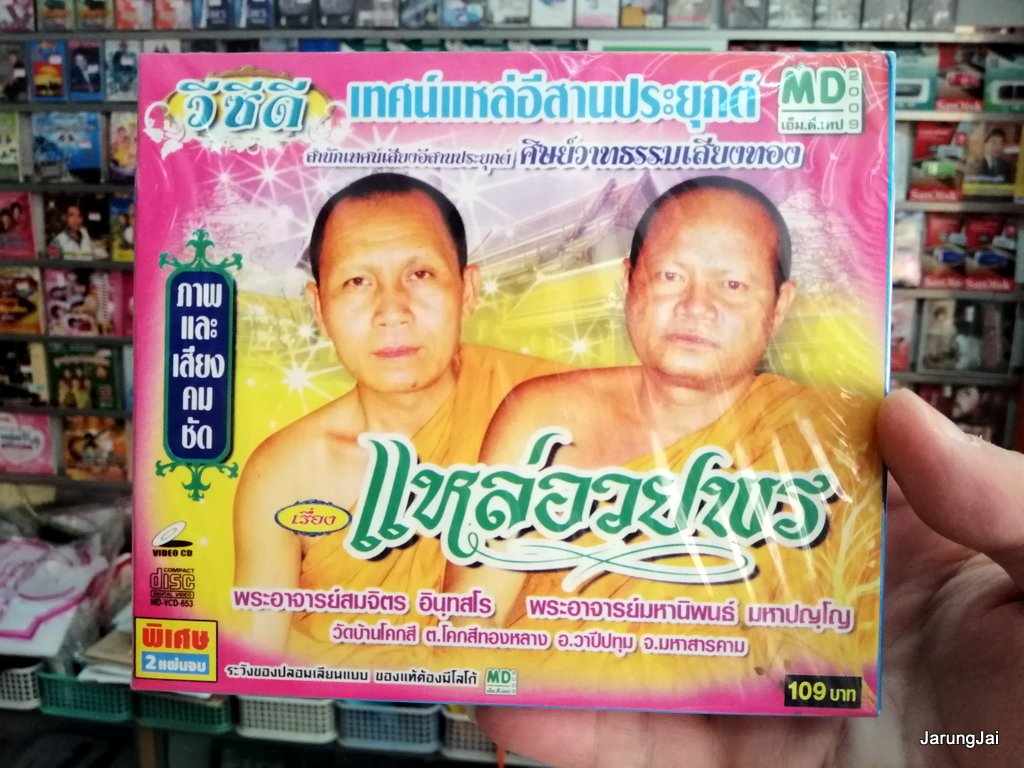 วีซีดี
เทศน์แหล่อีสานประยุกต์
MD 2009
เอ็ม.ดี.เทป
สำนักเทศน์เสียงอีสานประยุกต์ ศิษย์วาทธรรมเสียงทอง
ภาพ
และ
เสียง
คม
ชัด
เรื่อง
แหล่อวยพร
VIDEO CD
COMPACT
disc
DIGITAL VIDEO
MD-VCD-653
พระอาจารย์สมจิตร อินฺทสโร
พระอาจารย์มหานิพนธ์ มหาปญฺโญ
วัดบ้านโคกสี ต.โคกสีทองหลาง อ.วาปีปทุม จ.มหาสารคาม
พิเศษ
2 แผ่นจบ
ระวังของปลอมเลียนแบบ ของแท้ต้องมีโลโก้
MD
109 บาท
JarungJai